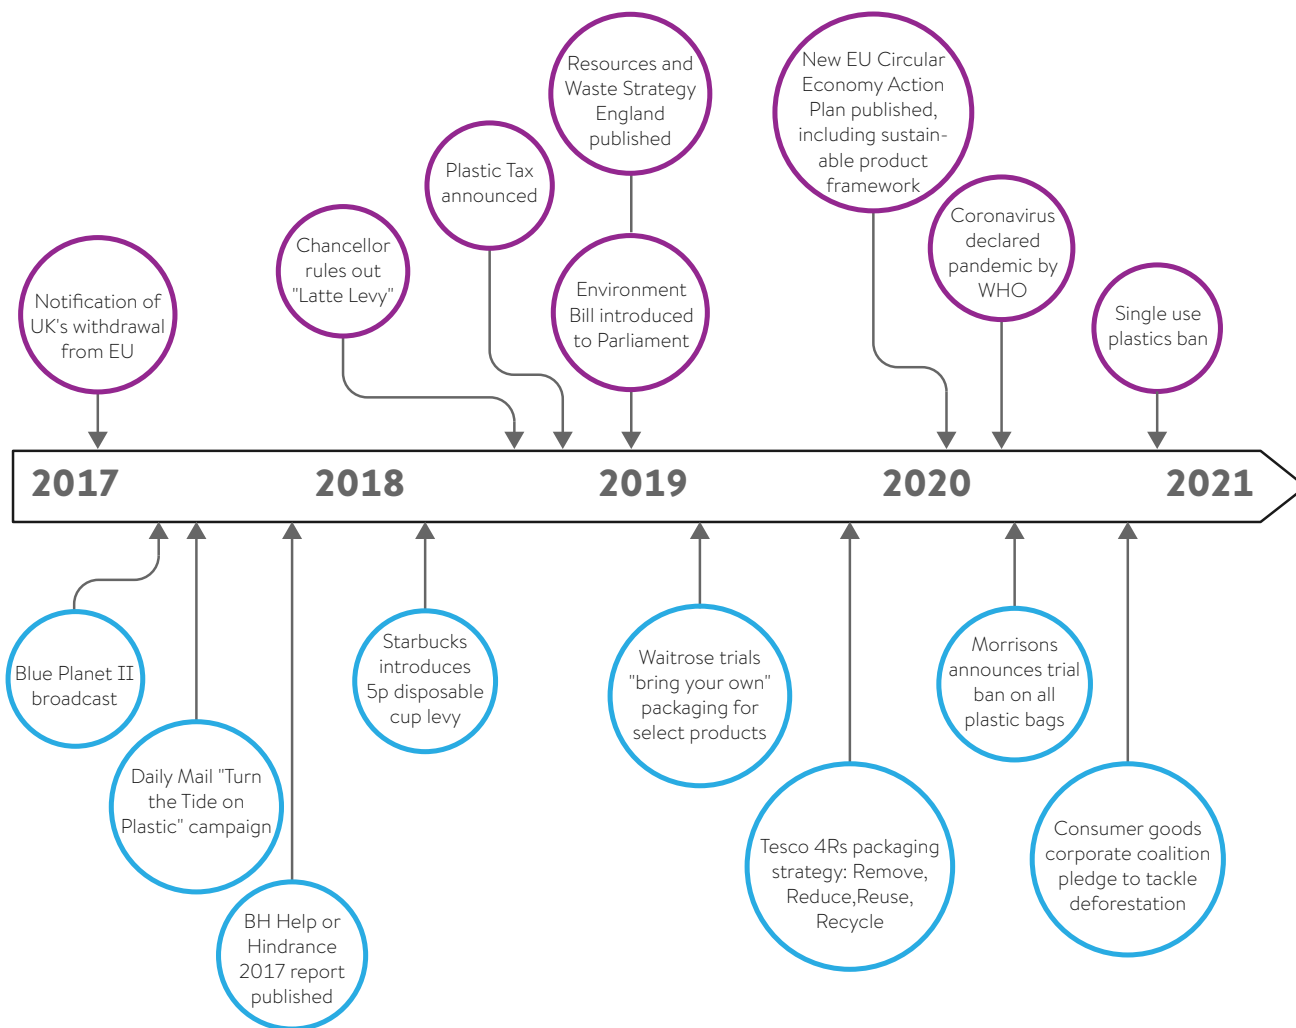 Notification of
UK's withdrawal
from EU
Chancellor
rules out
"Latte Levy"
Plastic Tax
announced
Resources and
Waste Strategy
England
published
Environment
Bill introduced
to Parliament
New EU Circular
Economy Action
Plan published,
including sustain-
able product
framework
Coronavirus
declared
pandemic by
WHO
Single use
plastics ban
2017
2018
2019
2020
2021
Blue Planet II
broadcast
Daily Mail "Turn
the Tide on
Plastic" campaign
BH Help or
Hindrance
2017 report
published
Starbucks
introduces
5p disposable
cup levy
Waitrose trials
"bring your own"
packaging for
select products
Tesco 4Rs packaging
strategy: Remove,
Reduce,Reuse,
Recycle
Morrisons
announces trial
ban on all
plastic bags
Consumer goods
corporate coalition
pledge to tackle
deforestation